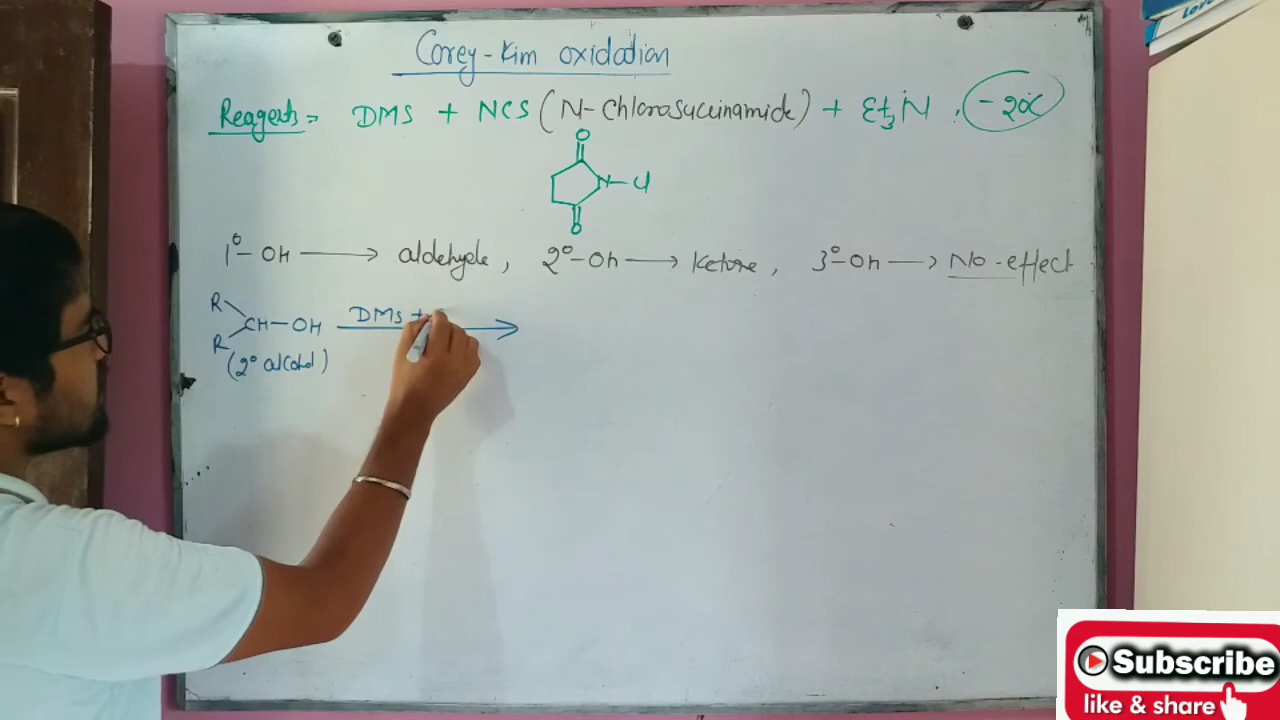 Corey-Kim oxidation
Reagents = DMS + NCS (N-Chlorosuccinamide) + Et3N, -20°C
O
N-Cl
O
1°-OH → aldehyde, 2°-OH → Ketone, 3°-OH → No effect
R
CH-OH DMS +
R
(2° alcohol)
Subscribe
like & share